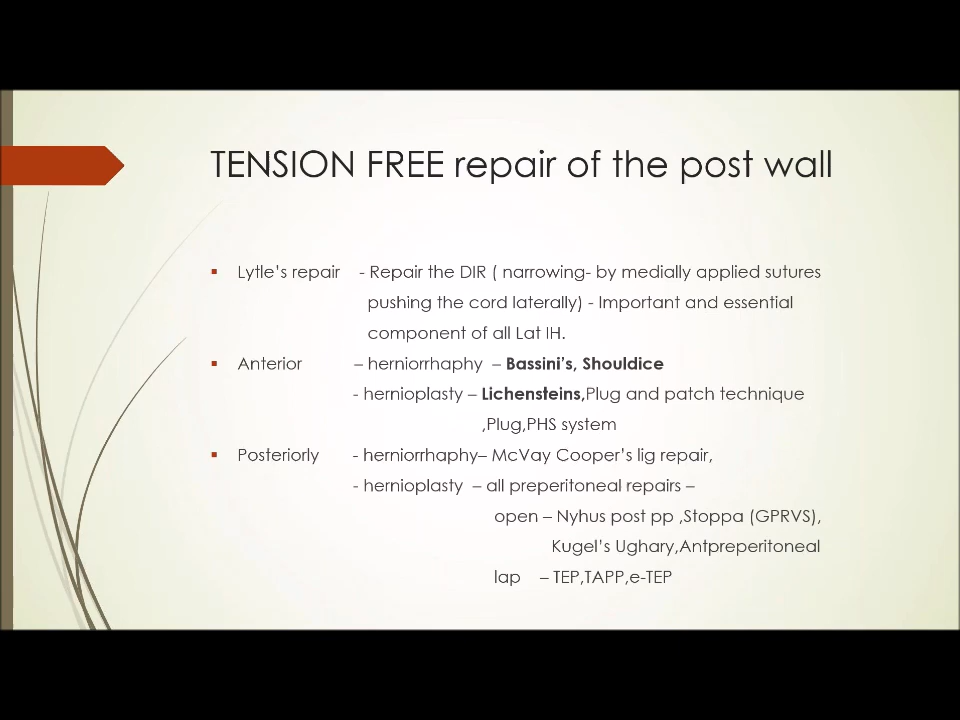 TENSION FREE repair of the post wall
▪ Lytle's repair - Repair the DIR ( narrowing- by medially applied sutures
pushing the cord laterally) - Important and essential
component of all Lat IH.
▪ Anterior – herniorrhaphy – Bassini's, Shouldice
- hernioplasty – Lichensteins,Plug and patch technique
,Plug,PHS system
▪ Posteriorly - herniorrhaphy– McVay Cooper's lig repair,
- hernioplasty – all preperitoneal repairs –
open – Nyhus post pp ,Stoppa (GPRVS),
Kugel's Ughary,Antpreperitoneal
lap – TEP,TAPP,e-TEP